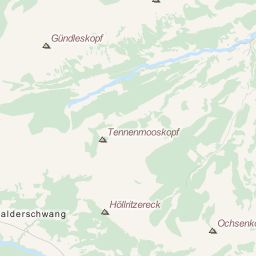 Gündleskopf
Tennenmooskopf
Höllritzereck
alderschwang
Ochsenko